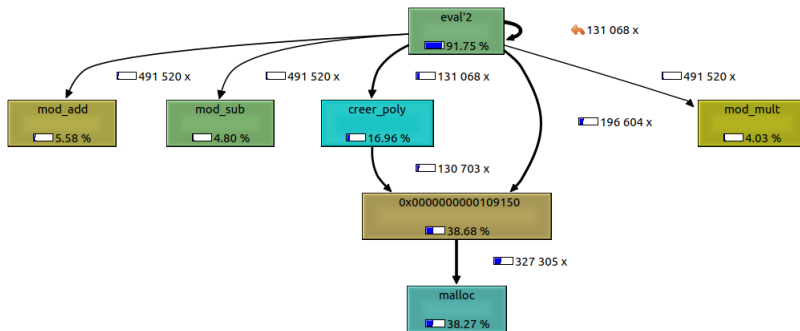 eval'2
91.75 %
131 068 x
491 520 x
491 520 x
131 068 x
491 520 x
mod_add
5.58 %
mod_sub
4.80 %
creer_poly
16.96 %
196 604 x
mod_mult
4.03 %
130 703 x
0x0000000000109150
38.68 %
327 305 x
malloc
38.27 %